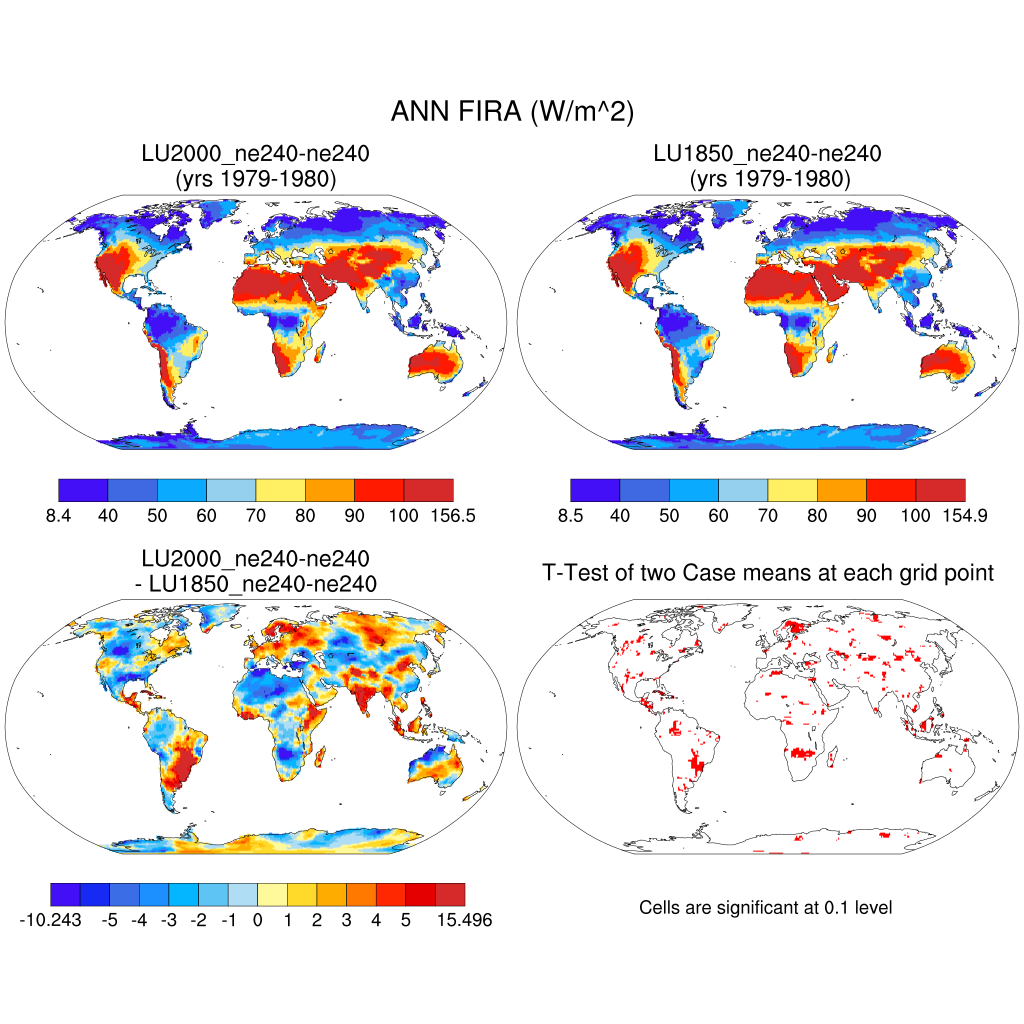 ANN FIRA (W/m^2)
LU2000_ne240-ne240
(yrs 1979-1980)
LU1850_ne240-ne240
(yrs 1979-1980)
8.4 40 50 60 70 80 90 100 156.5
8.5 40 50 60 70 80 90 100 154.9
LU2000_ne240-ne240
- LU1850_ne240-ne240
T-Test of two Case means at each grid point
-10.243 -5 -4 -3 -2 -1 0 1 2 3 4 5 15.496
Cells are significant at 0.1 level